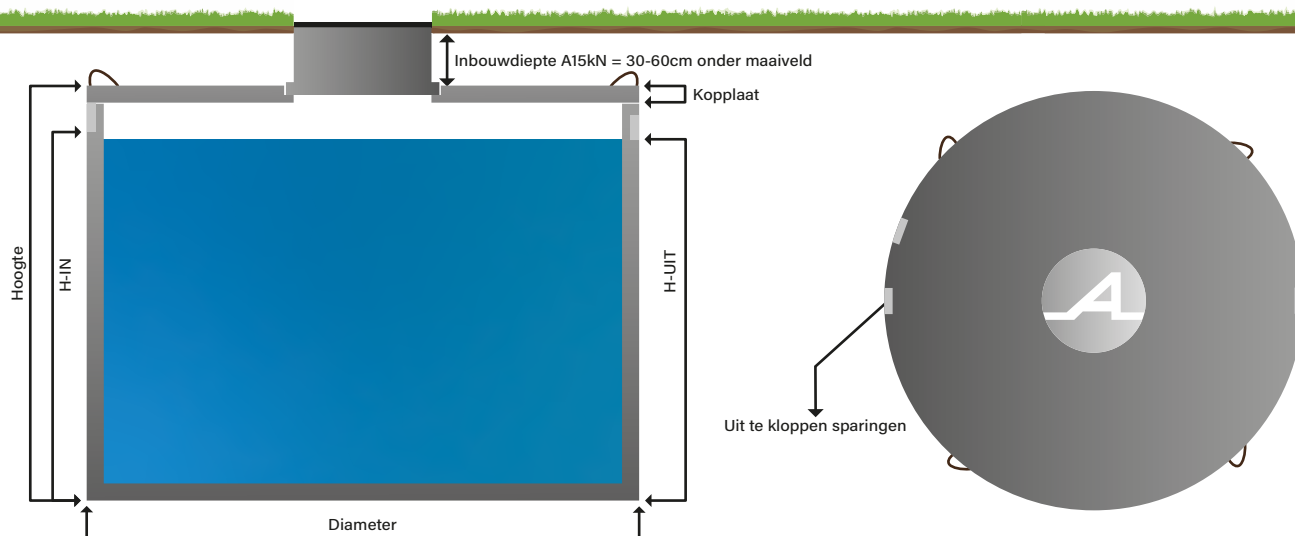 Inbouwdiepte A15kN = 30-60cm onder maaiveld
Kopplaat
Hoogte
H-IN
H-UIT
Uit te kloppen sparingen
Diameter